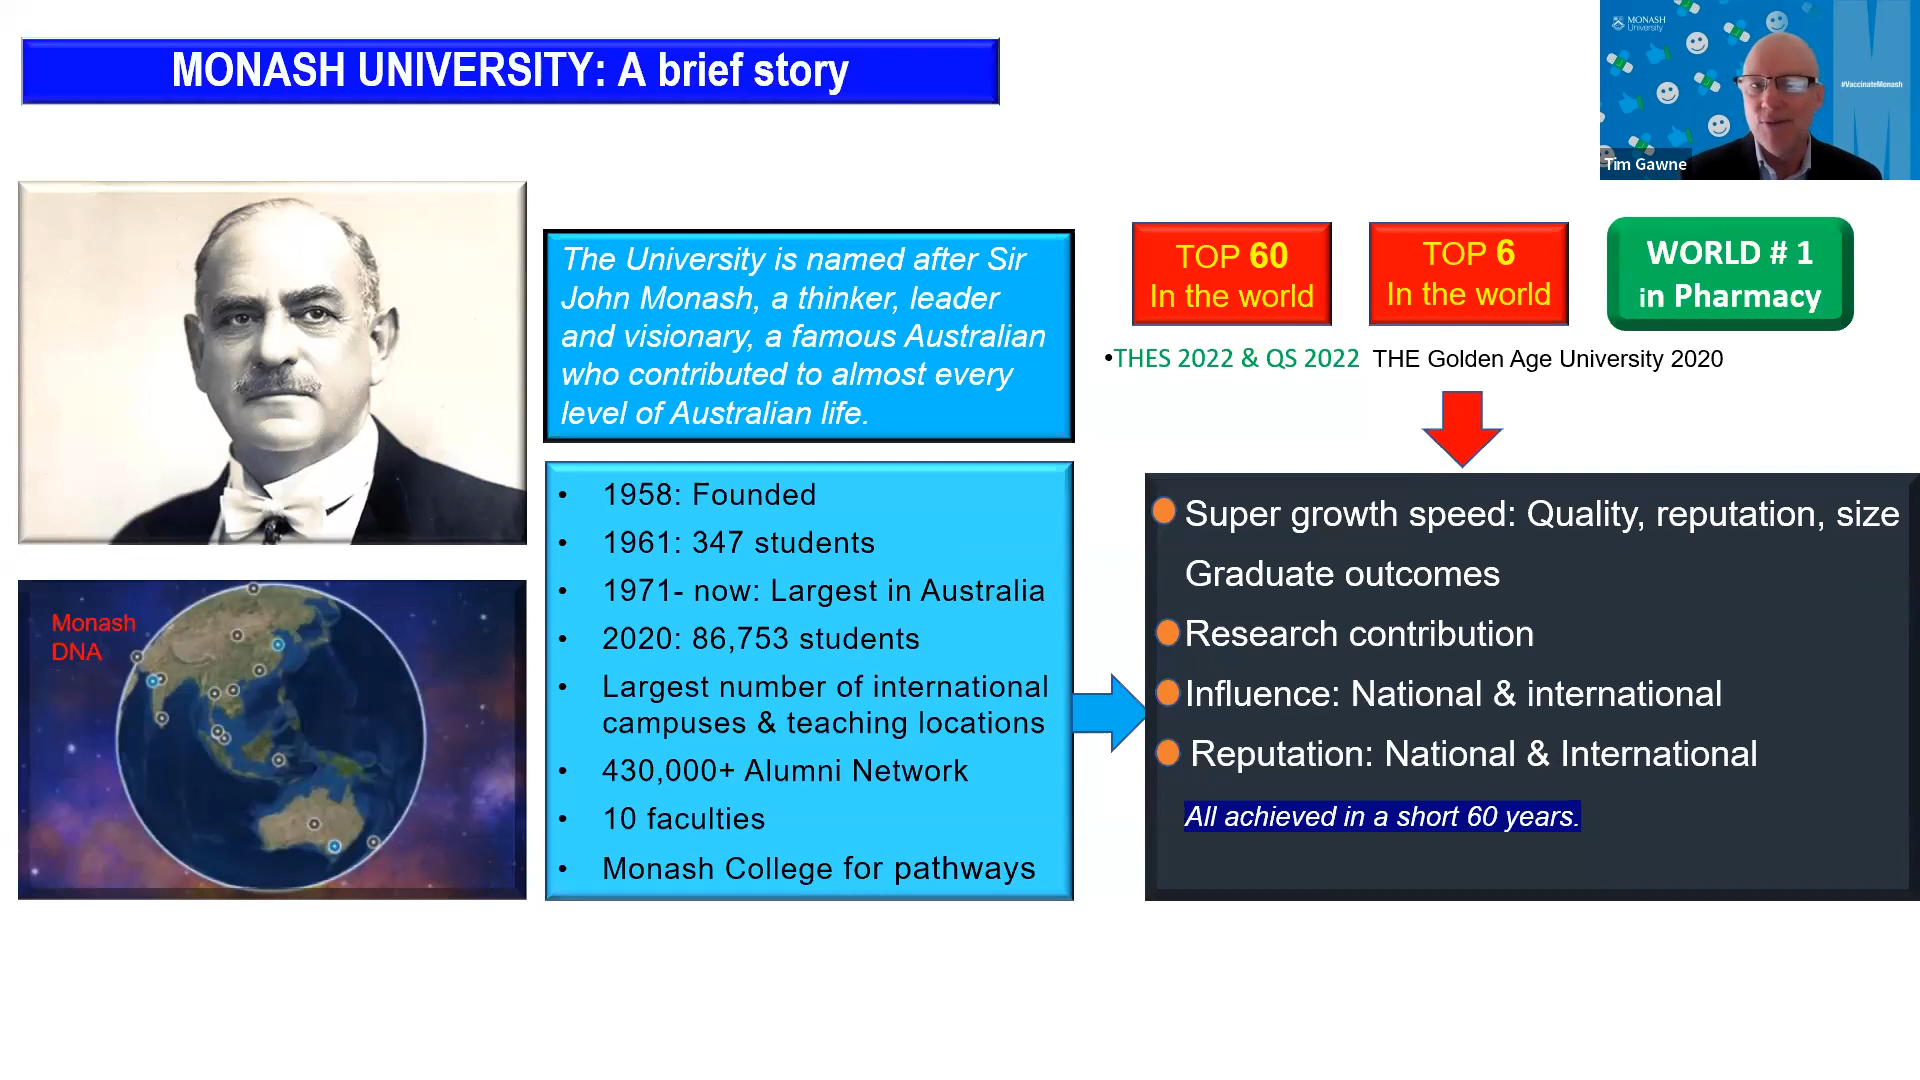 MONASH UNIVERSITY: A brief story
MONASH
University
#VaccinateMonash
Tim Gawne
The University is named after Sir
John Monash, a thinker, leader
and visionary, a famous Australian
who contributed to almost every
level of Australian life.
TOP 60
In the world
TOP 6
In the world
WORLD # 1
in Pharmacy
•THES 2022 & QS 2022
THE Golden Age University 2020
Monash
DNA
• 1958: Founded
• 1961: 347 students
• 1971- now: Largest in Australia
• 2020: 86,753 students
• Largest number of international
campuses & teaching locations
• 430,000+ Alumni Network
• 10 faculties
• Monash College for pathways
Super growth speed: Quality, reputation, size
Graduate outcomes
Research contribution
Influence: National & international
Reputation: National & International
All achieved in a short 60 years.